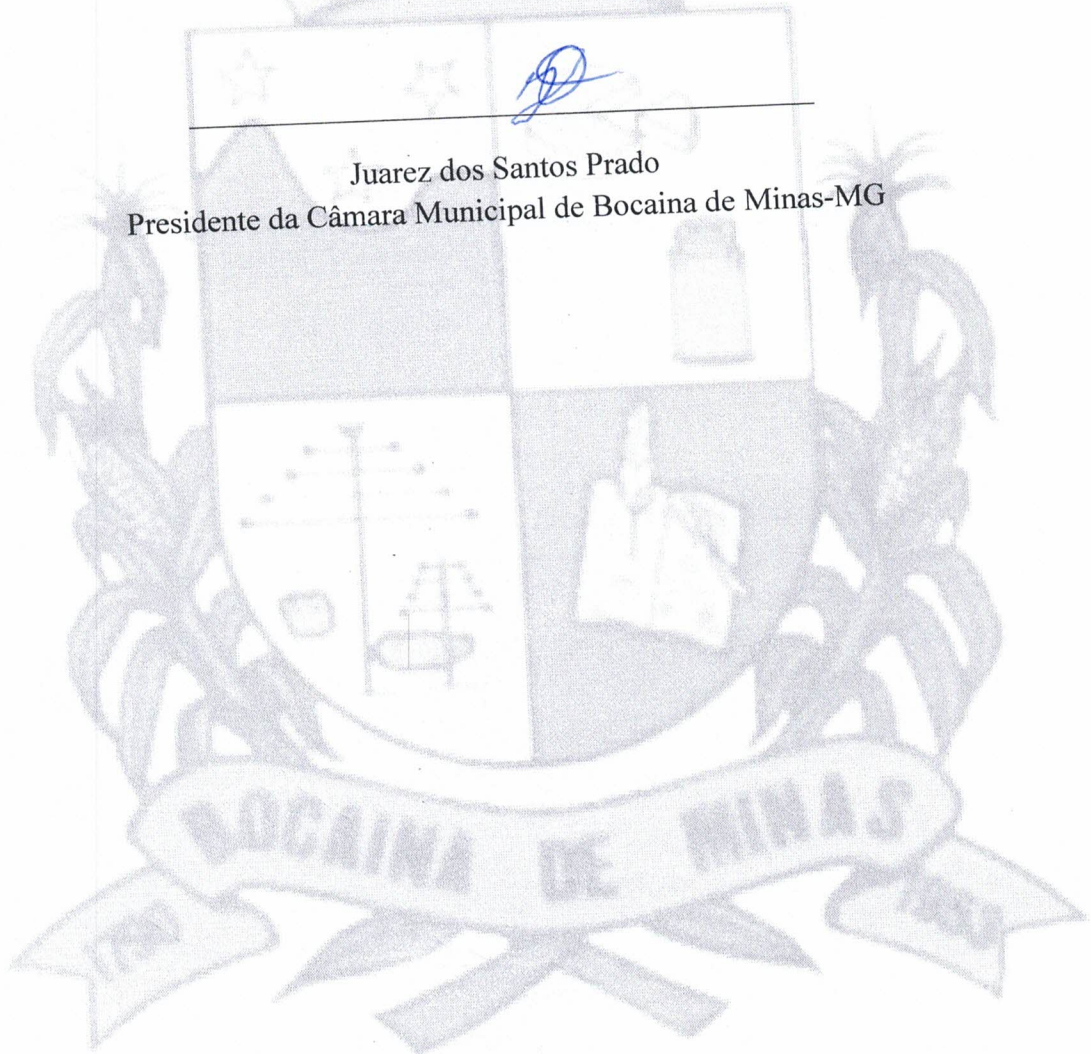 Juarez dos Santos Prado
Presidente da Câmara Municipal de Bocaina de Minas-MG
BOCAINA DE MINAS